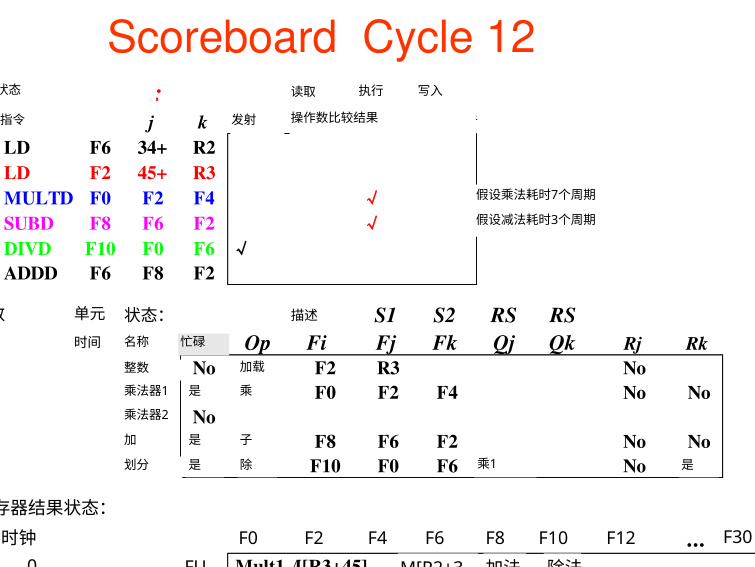 Scoreboard Cycle 12
状态 : 读取 执行 写入
指令 j k 发射 操作数比较结果
LD F6 34+ R2
LD F2 45+ R3
MULTD F0 F2 F4 √ 假设乘法耗时7个周期
SUBD F8 F6 F2 √ 假设减法耗时3个周期
DIVD F10 F0 F6 √
ADDD F6 F8 F2
单元 状态: 描述 S1 S2 RS RS
时间 名称 忙碌 Op Fi Fj Fk Qj Qk Rj Rk
整数 No 加载 F2 R3 No
乘法器1 是 乘 F0 F2 F4 No No
乘法器2 No
加 是 子 F8 F6 F2 No No
划分 是 除 F10 F0 F6 乘1 No 是
存器结果状态:
时钟 F0 F2 F4 F6 F8 F10 F12 ... F30
0 FU Mult1 4[R3+45] M[R2+3 加法 除法